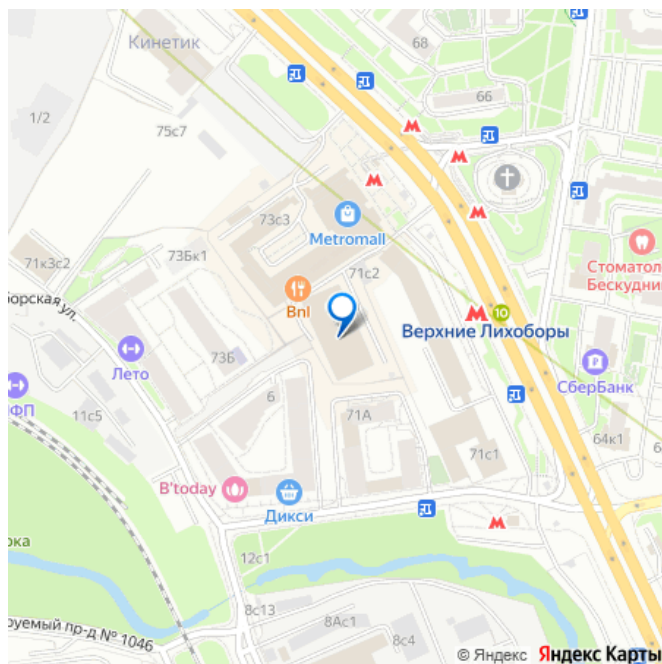 Кинетик
68
66
1/2
75с7
73с3
Metromall
73Бк1
71к3с2
71с2
Стоматол
Бескудни
борская ул.
Bnl
10
Верхние Лихоборы
Лето
73Б
СберБанк
ФП
11с5
6
71А
64к1
71с1
B'today
Дикси
ока
12с1
8с13
руемый пр-д № 1046
8Ас1
8с4
© Яндекс Яндекс Карты